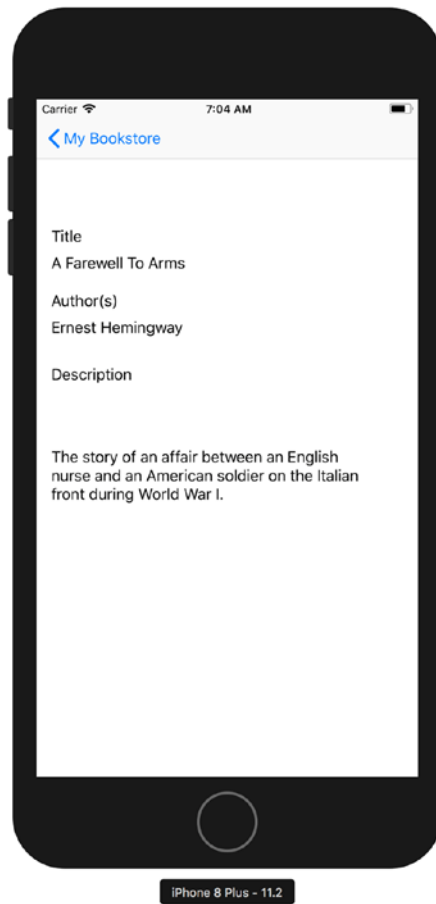 Carrier 7:04 AM
My Bookstore
Title
A Farewell To Arms
Author(s)
Ernest Hemingway
Description
The story of an affair between an English
nurse and an American soldier on the Italian
front during World War I.
iPhone 8 Plus - 11.2